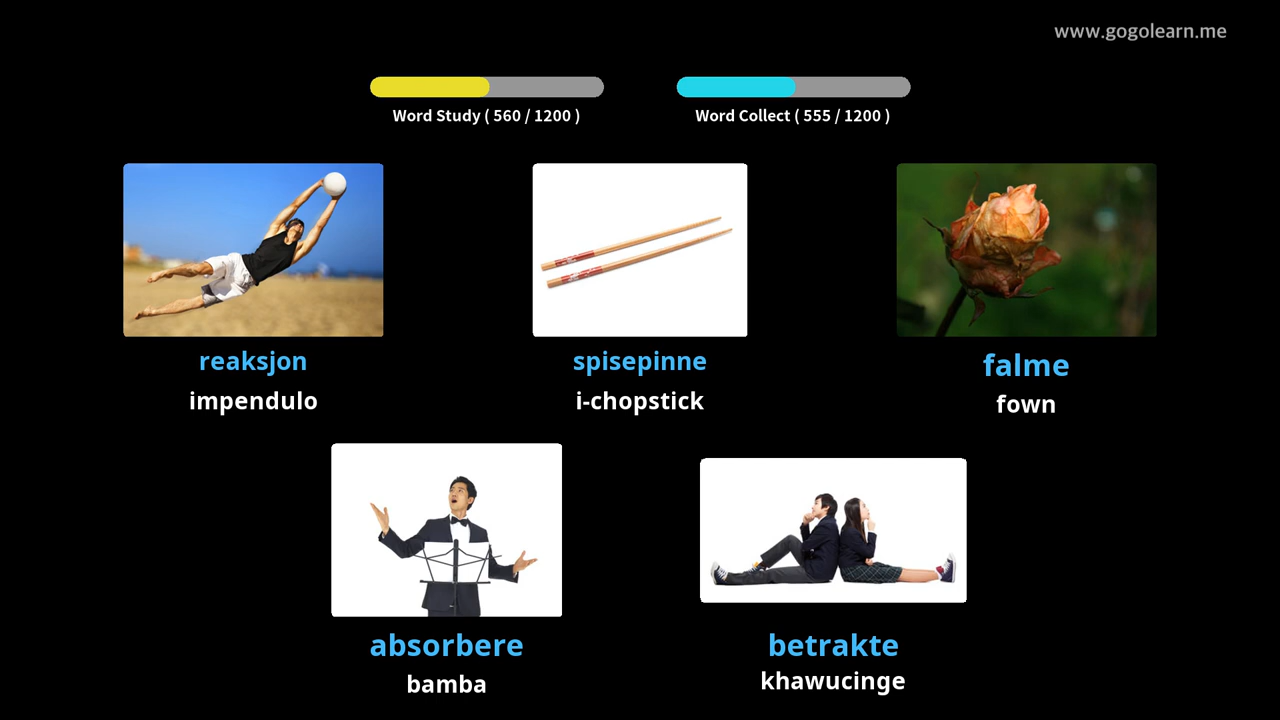 www.gogolearn.me
Word Study ( 560 / 1200 )
Word Collect ( 555 / 1200 )
reaksjon
impendulo
spisepinne
i-chopstick
falme
fown
absorbere
bamba
betrakte
khawucinge